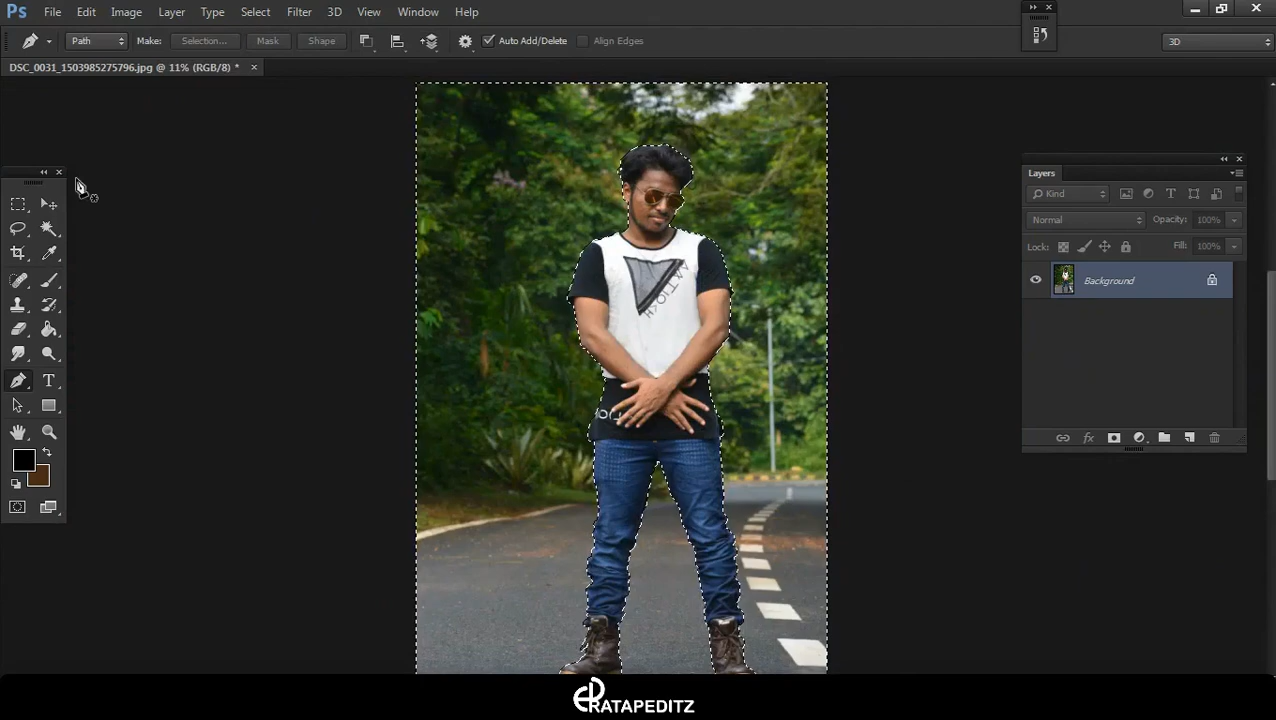 Ps File Edit Image Layer Type Select Filter 3D View Window Help
Path Make: Selection... Mask Shape Auto Add/Delete Align Edges 3D
DSC_0031_1503985275796.jpg @ 11% (RGB/8) *
Layers
Kind
Normal Opacity: 100%
Lock: Fill: 100%
Background
T
RATAPEDITZ